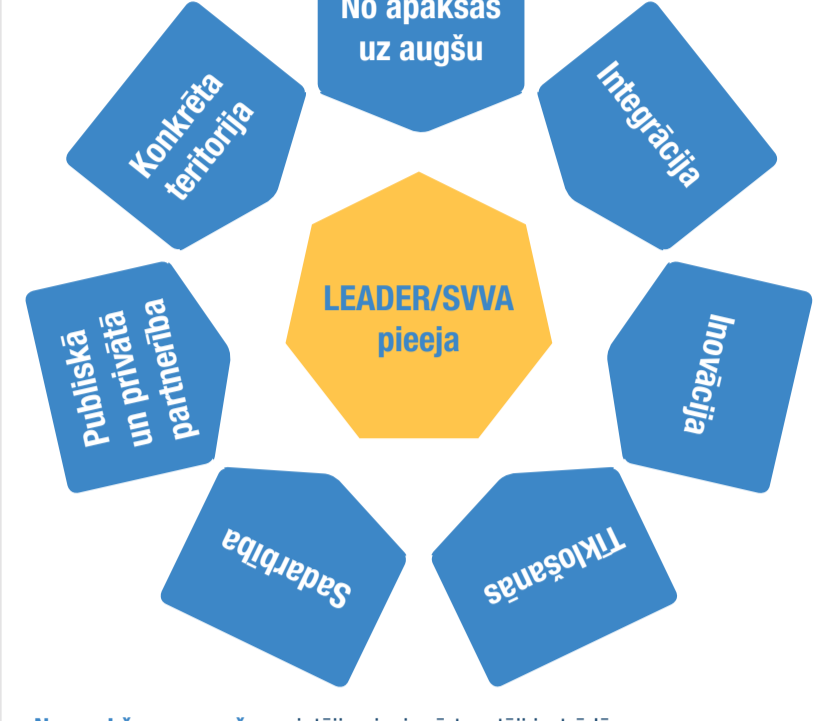 No apakšas
uz augšu
Integrācija
Inovācija
Tīklošanās
Sadarbība
Publiskā
un privātā
partnerība
Konkrēta
teritorija
LEADER/SVVA
pieeja